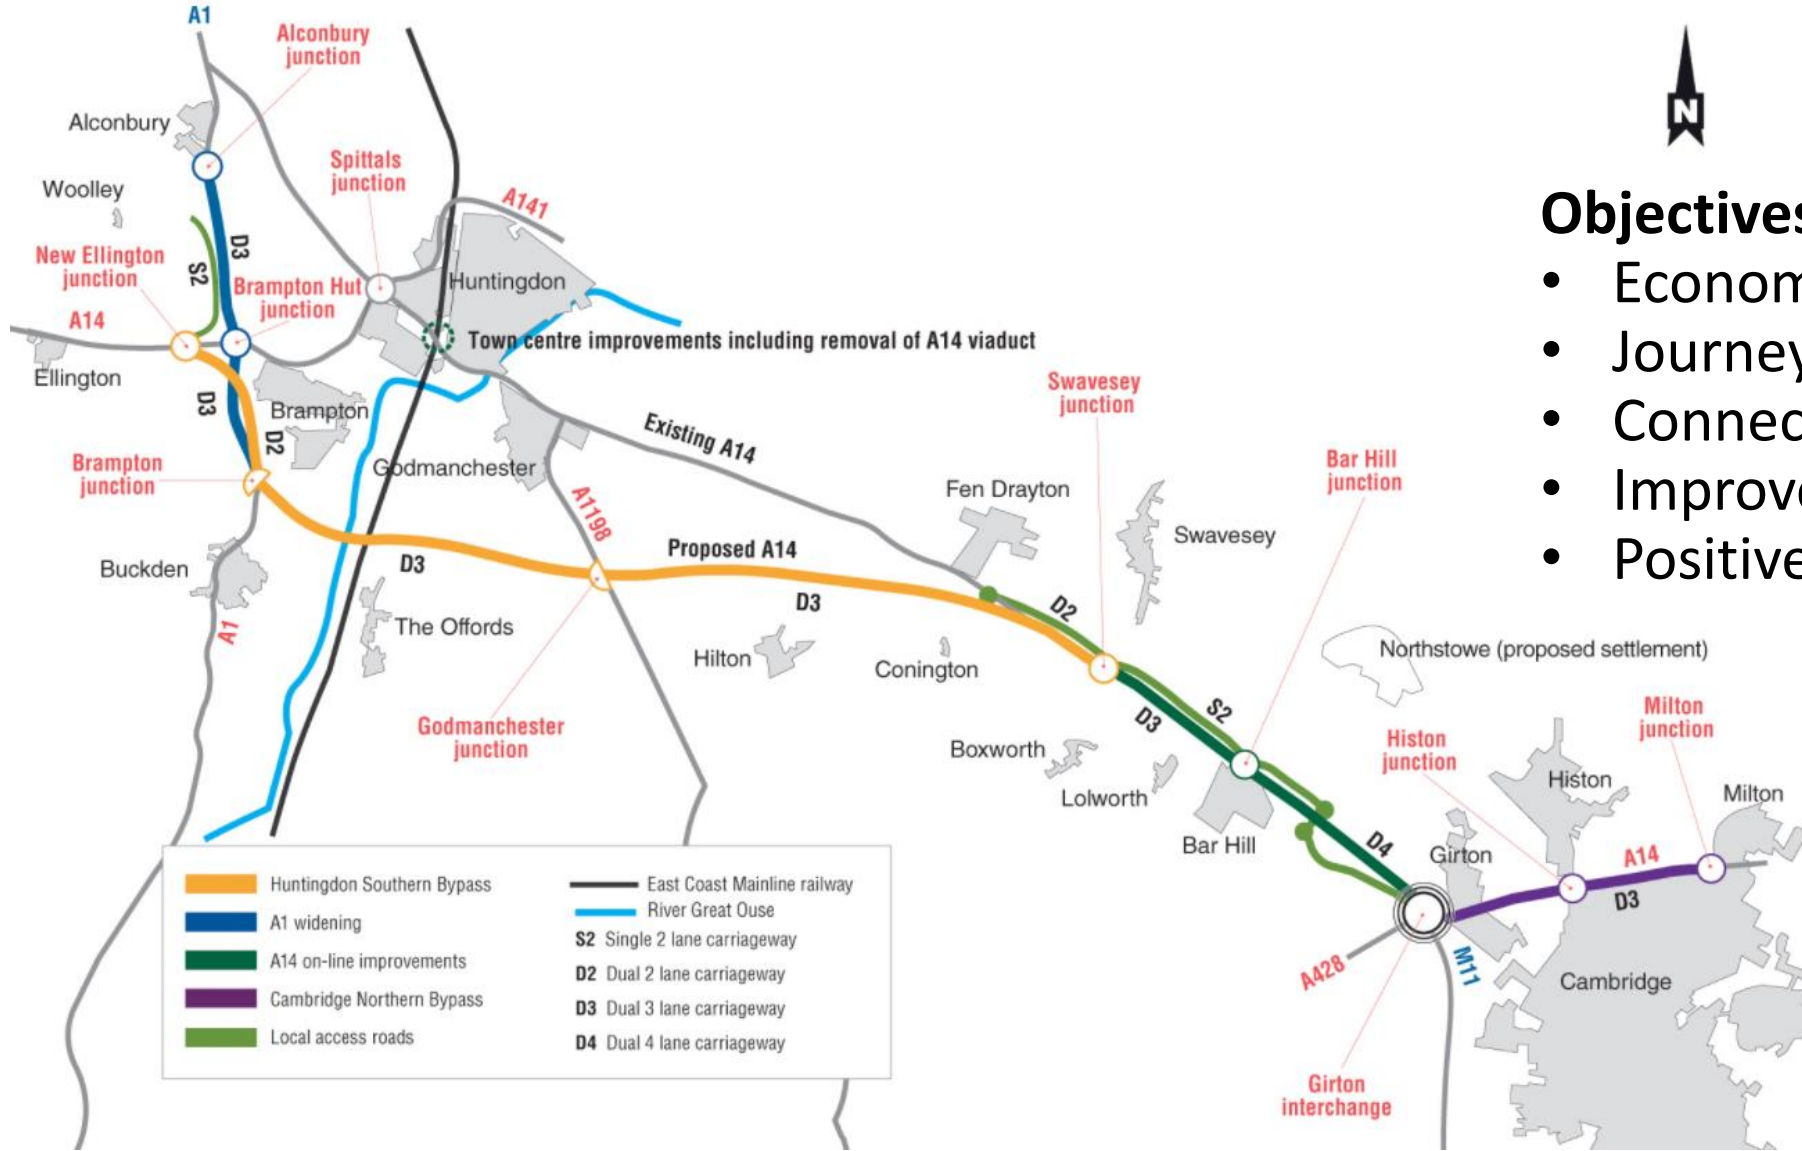 A1
Alconbury
junction
Alconbury
Woolley
Spittals
junction
A141
New Ellington
junction
S2
D3
Brampton Hut
junction
Huntingdon
A14
Ellington
Town centre improvements including removal of A14 viaduct
D3
D2
Brampton
Brampton
junction
Godmanchester
Existing A14
A1198
Swavesey
junction
Bar Hill
junction
Fen Drayton
Swavesey
Buckden
A1
D3
Proposed A14
D3
The Offords
Hilton
Conington
D2
Godmanchester
junction
Northstowe (proposed settlement)
D3
S2
Boxworth
Lolworth
Bar Hill
Histon
junction
Milton
junction
Histon
Milton
D4
Girton
A14
D3
A428
M11
Cambridge
Girton
interchange
Huntingdon Southern Bypass
A1 widening
A14 on-line improvements
Cambridge Northern Bypass
Local access roads
East Coast Mainline railway
River Great Ouse
S2 Single 2 lane carriageway
D2 Dual 2 lane carriageway
D3 Dual 3 lane carriageway
D4 Dual 4 lane carriageway
N
Objectives
• Econom
• Journey
• Connec
• Improve
• Positive